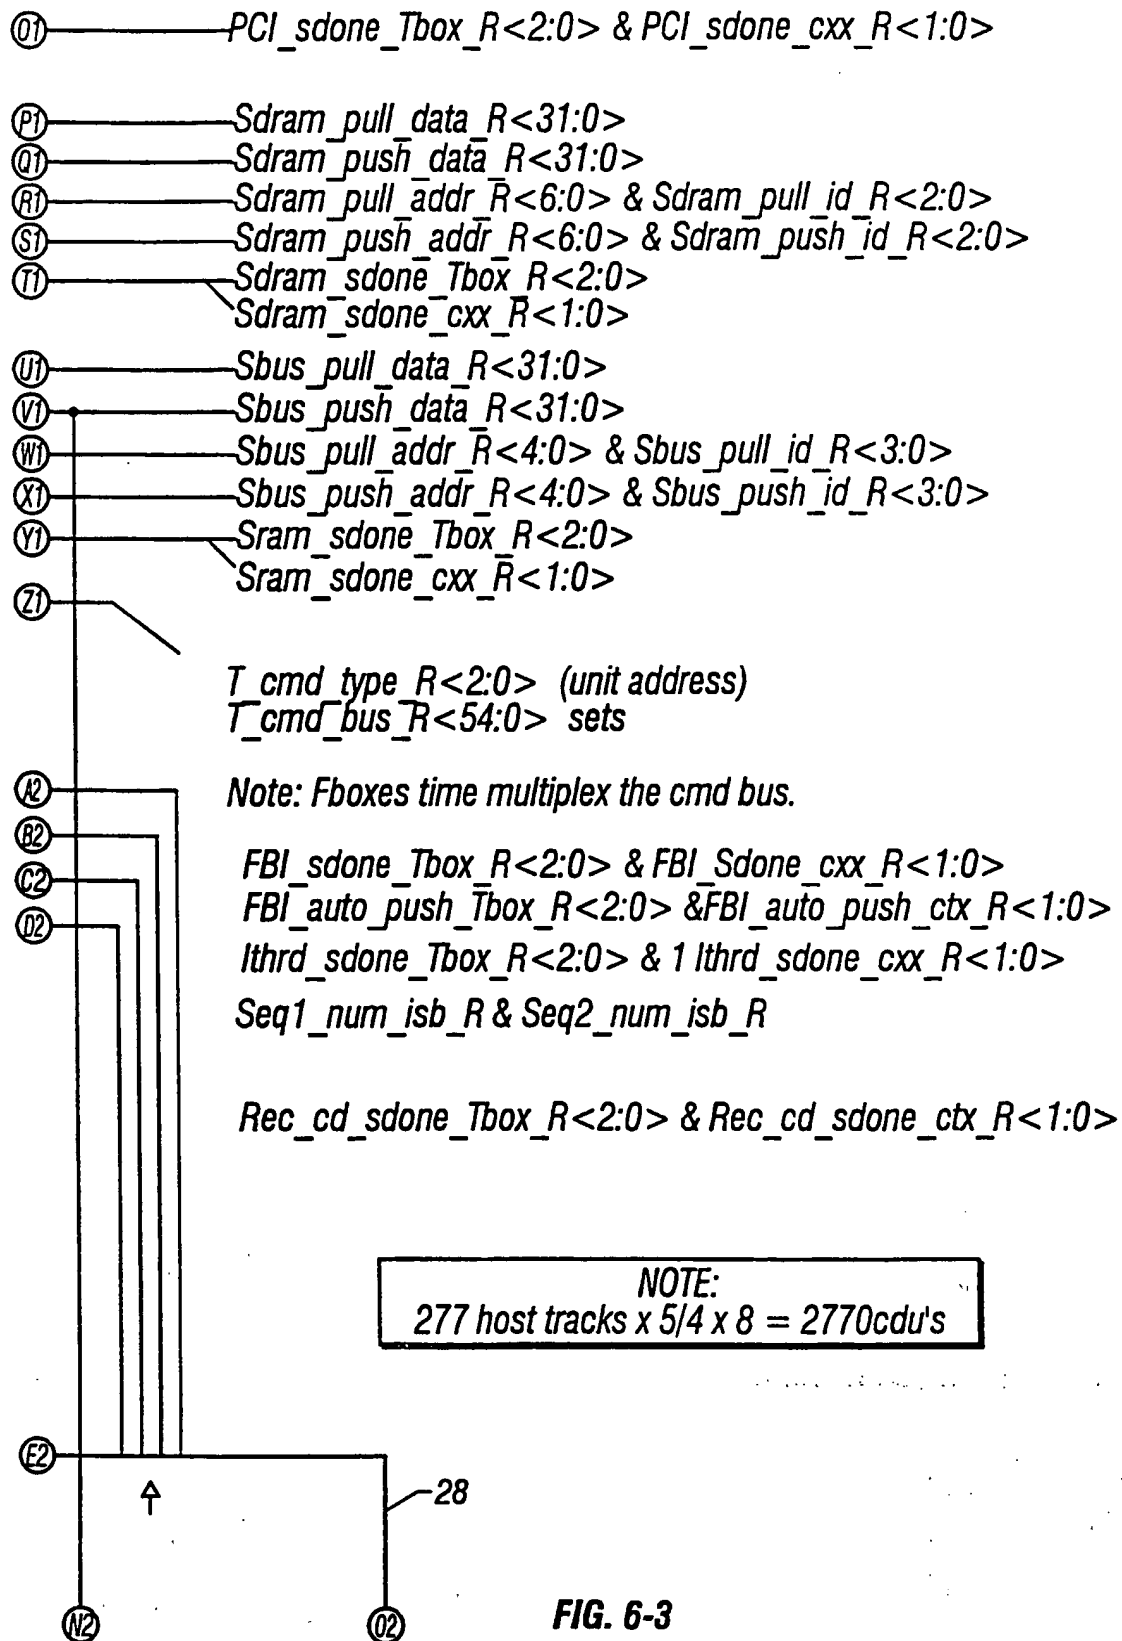 O1 PCI_sdone_Tbox_R<2:0> & PCI_sdone_cxx_R<1:0>
P1 Sdram_pull_data_R<31:0>
Q1 Sdram_push_data_R<31:0>
R1 Sdram_pull_addr_R<6:0> & Sdram_pull_id_R<2:0>
S1 Sdram_push_addr_R<6:0> & Sdram_push_id_R<2:0>
T1 Sdram_sdone_Tbox_R<2:0>
Sdram_sdone_cxx_R<1:0>
U1 Sbus_pull_data_R<31:0>
V1 Sbus_push_data_R<31:0>
W1 Sbus_pull_addr_R<4:0> & Sbus_pull_id_R<3:0>
X1 Sbus_push_addr_R<4:0> & Sbus_push_id_R<3:0>
Y1 Sram_sdone_Tbox_R<2:0>
Sram_sdone_cxx_R<1:0>
Z1
T_cmd_type_R<2:0> (unit address)
T_cmd_bus_R<54:0> sets
A2 Note: Fboxes time multiplex the cmd bus.
B2
FBI_sdone_Tbox_R<2:0> & FBI_Sdone_cxx_R<1:0>
C2
FBI_auto_push_Tbox_R<2:0> &FBI_auto_push_ctx_R<1:0>
D2
Ithrd_sdone_Tbox_R<2:0> & 1 Ithrd_sdone_cxx_R<1:0>
Seq1_num_isb_R & Seq2_num_isb_R
Rec_cd_sdone_Tbox_R<2:0> & Rec_cd_sdone_ctx_R<1:0>
NOTE:
277 host tracks x 5/4 x 8 = 2770cdu's
E2
28
N2 O2
FIG. 6-3